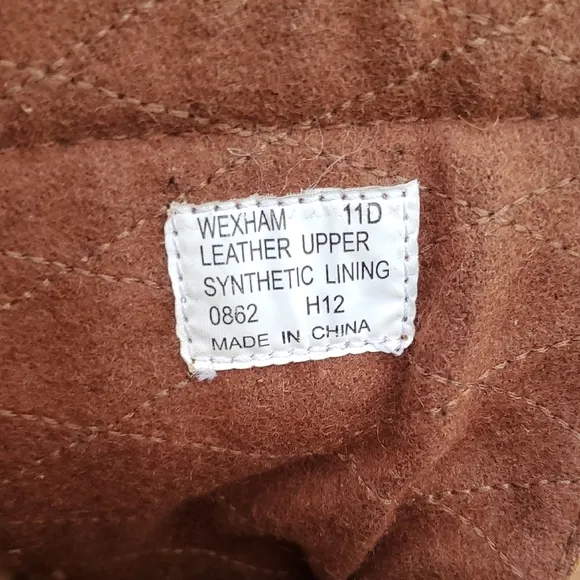 WEXHAM 11D
LEATHER UPPER
SYNTHETIC LINING
0862 H12
MADE IN CHINA